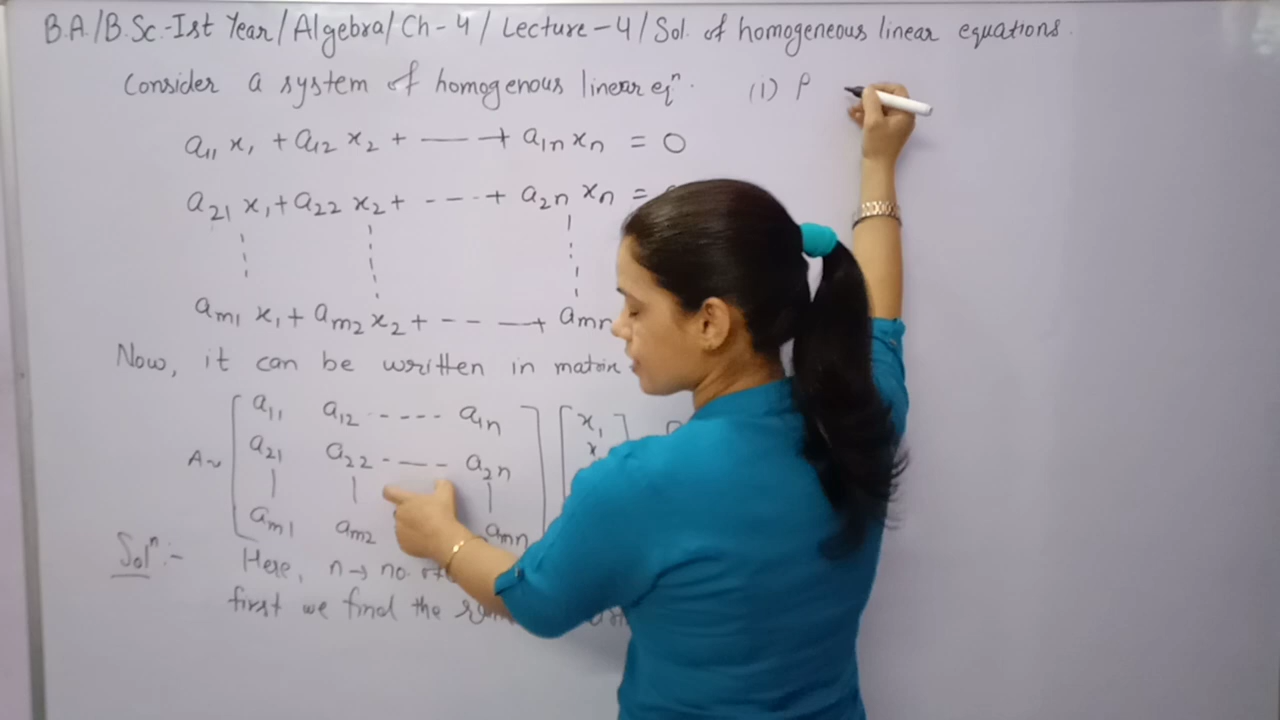 B.A./B.Sc.-Ist Year/Algebra/Ch-4/Lecture-4/Sol. of homogeneous linear equations.
Consider a system of homogenous linear eqⁿ.
a₁₁ x₁ + a₁₂ x₂ + —— + a₁ₙ xₙ = 0
a₂₁ x₁ + a₂₂ x₂ + ---- + a₂ₙ xₙ =
aₘ₁ x₁ + aₘ₂ x₂ + -- — + aₘₙ
Now, it can be written in matrix
A~ [ a₁₁ a₁₂ ----- a₁ₙ ] [ x₁ ]
a₂₁ a₂₂ - — - a₂ₙ x
aₘ₁ aₘ₂ aₘₙ
Solⁿ:- Here, n→ no. of
first we find the
(i) ρ